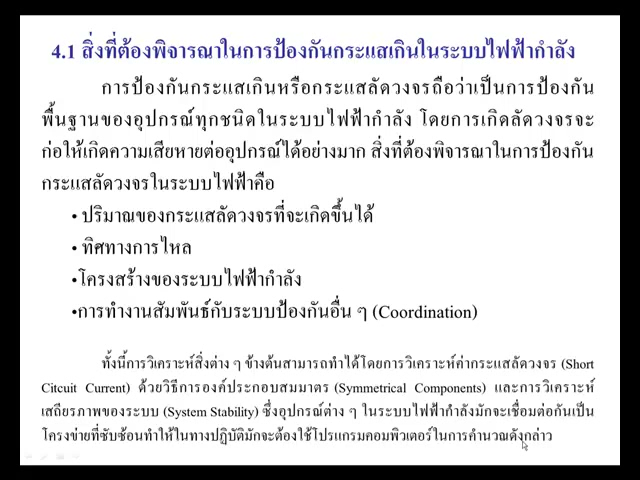 4.1 สิ่งที่ต้องพิจารณาในการป้องกันกระแสเกินในระบบไฟฟ้ากำลัง
การป้องกันกระแสเกินหรือกระแสลัดวงจรถือว่าเป็นการป้องกัน
พื้นฐานของอุปกรณ์ทุกชนิดในระบบไฟฟ้ากำลัง โดยการเกิดลัดวงจรจะ
ก่อให้เกิดความเสียหายต่ออุปกรณ์ได้อย่างมาก สิ่งที่ต้องพิจารณาในการป้องกัน
กระแสลัดวงจรในระบบไฟฟ้าคือ
• ปริมาณของกระแสลัดวงจรที่จะเกิดขึ้นได้
• ทิศทางการไหล
•โครงสร้างของระบบไฟฟ้ากำลัง
•การทำงานสัมพันธ์กับระบบป้องกันอื่น ๆ (Coordination)
ทั้งนี้การวิเคราะห์สิ่งต่าง ๆ ข้างต้นสามารถทำได้โดยการวิเคราะห์ค่ากระแสลัดวงจร (Short
Citcuit Current) ด้วยวิธีการองค์ประกอบสมมาตร (Symmetrical Components) และการวิเคราะห์
เสถียรภาพของระบบ (System Stability) ซึ่งอุปกรณ์ต่าง ๆ ในระบบไฟฟ้ากำลังมักจะเชื่อมต่อกันเป็น
โครงข่ายที่ซับซ้อนทำให้ในทางปฏิบัติมักจะต้องใช้โปรแกรมคอมพิวเตอร์ในการคำนวณดังกล่าว